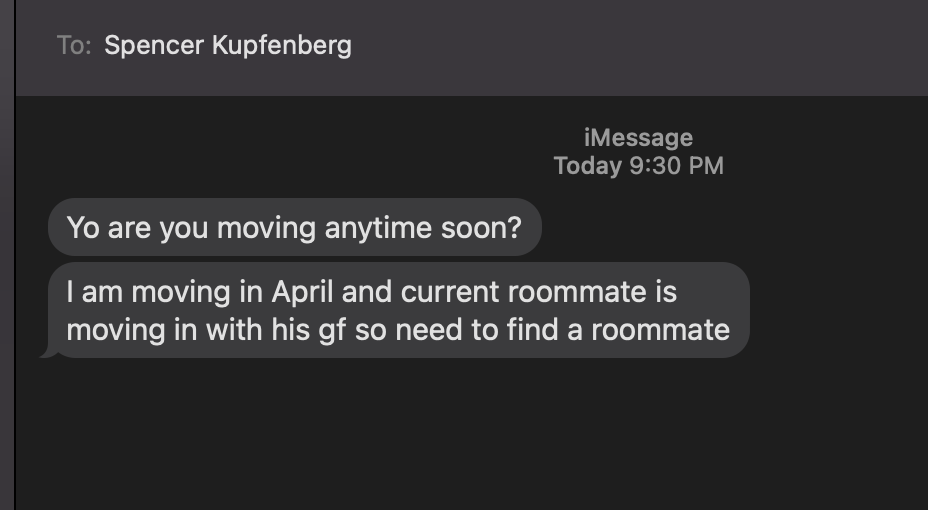 To: Spencer Kupfenberg
iMessage
Today 9:30 PM
Yo are you moving anytime soon?
I am moving in April and current roommate is
moving in with his gf so need to find a roommate